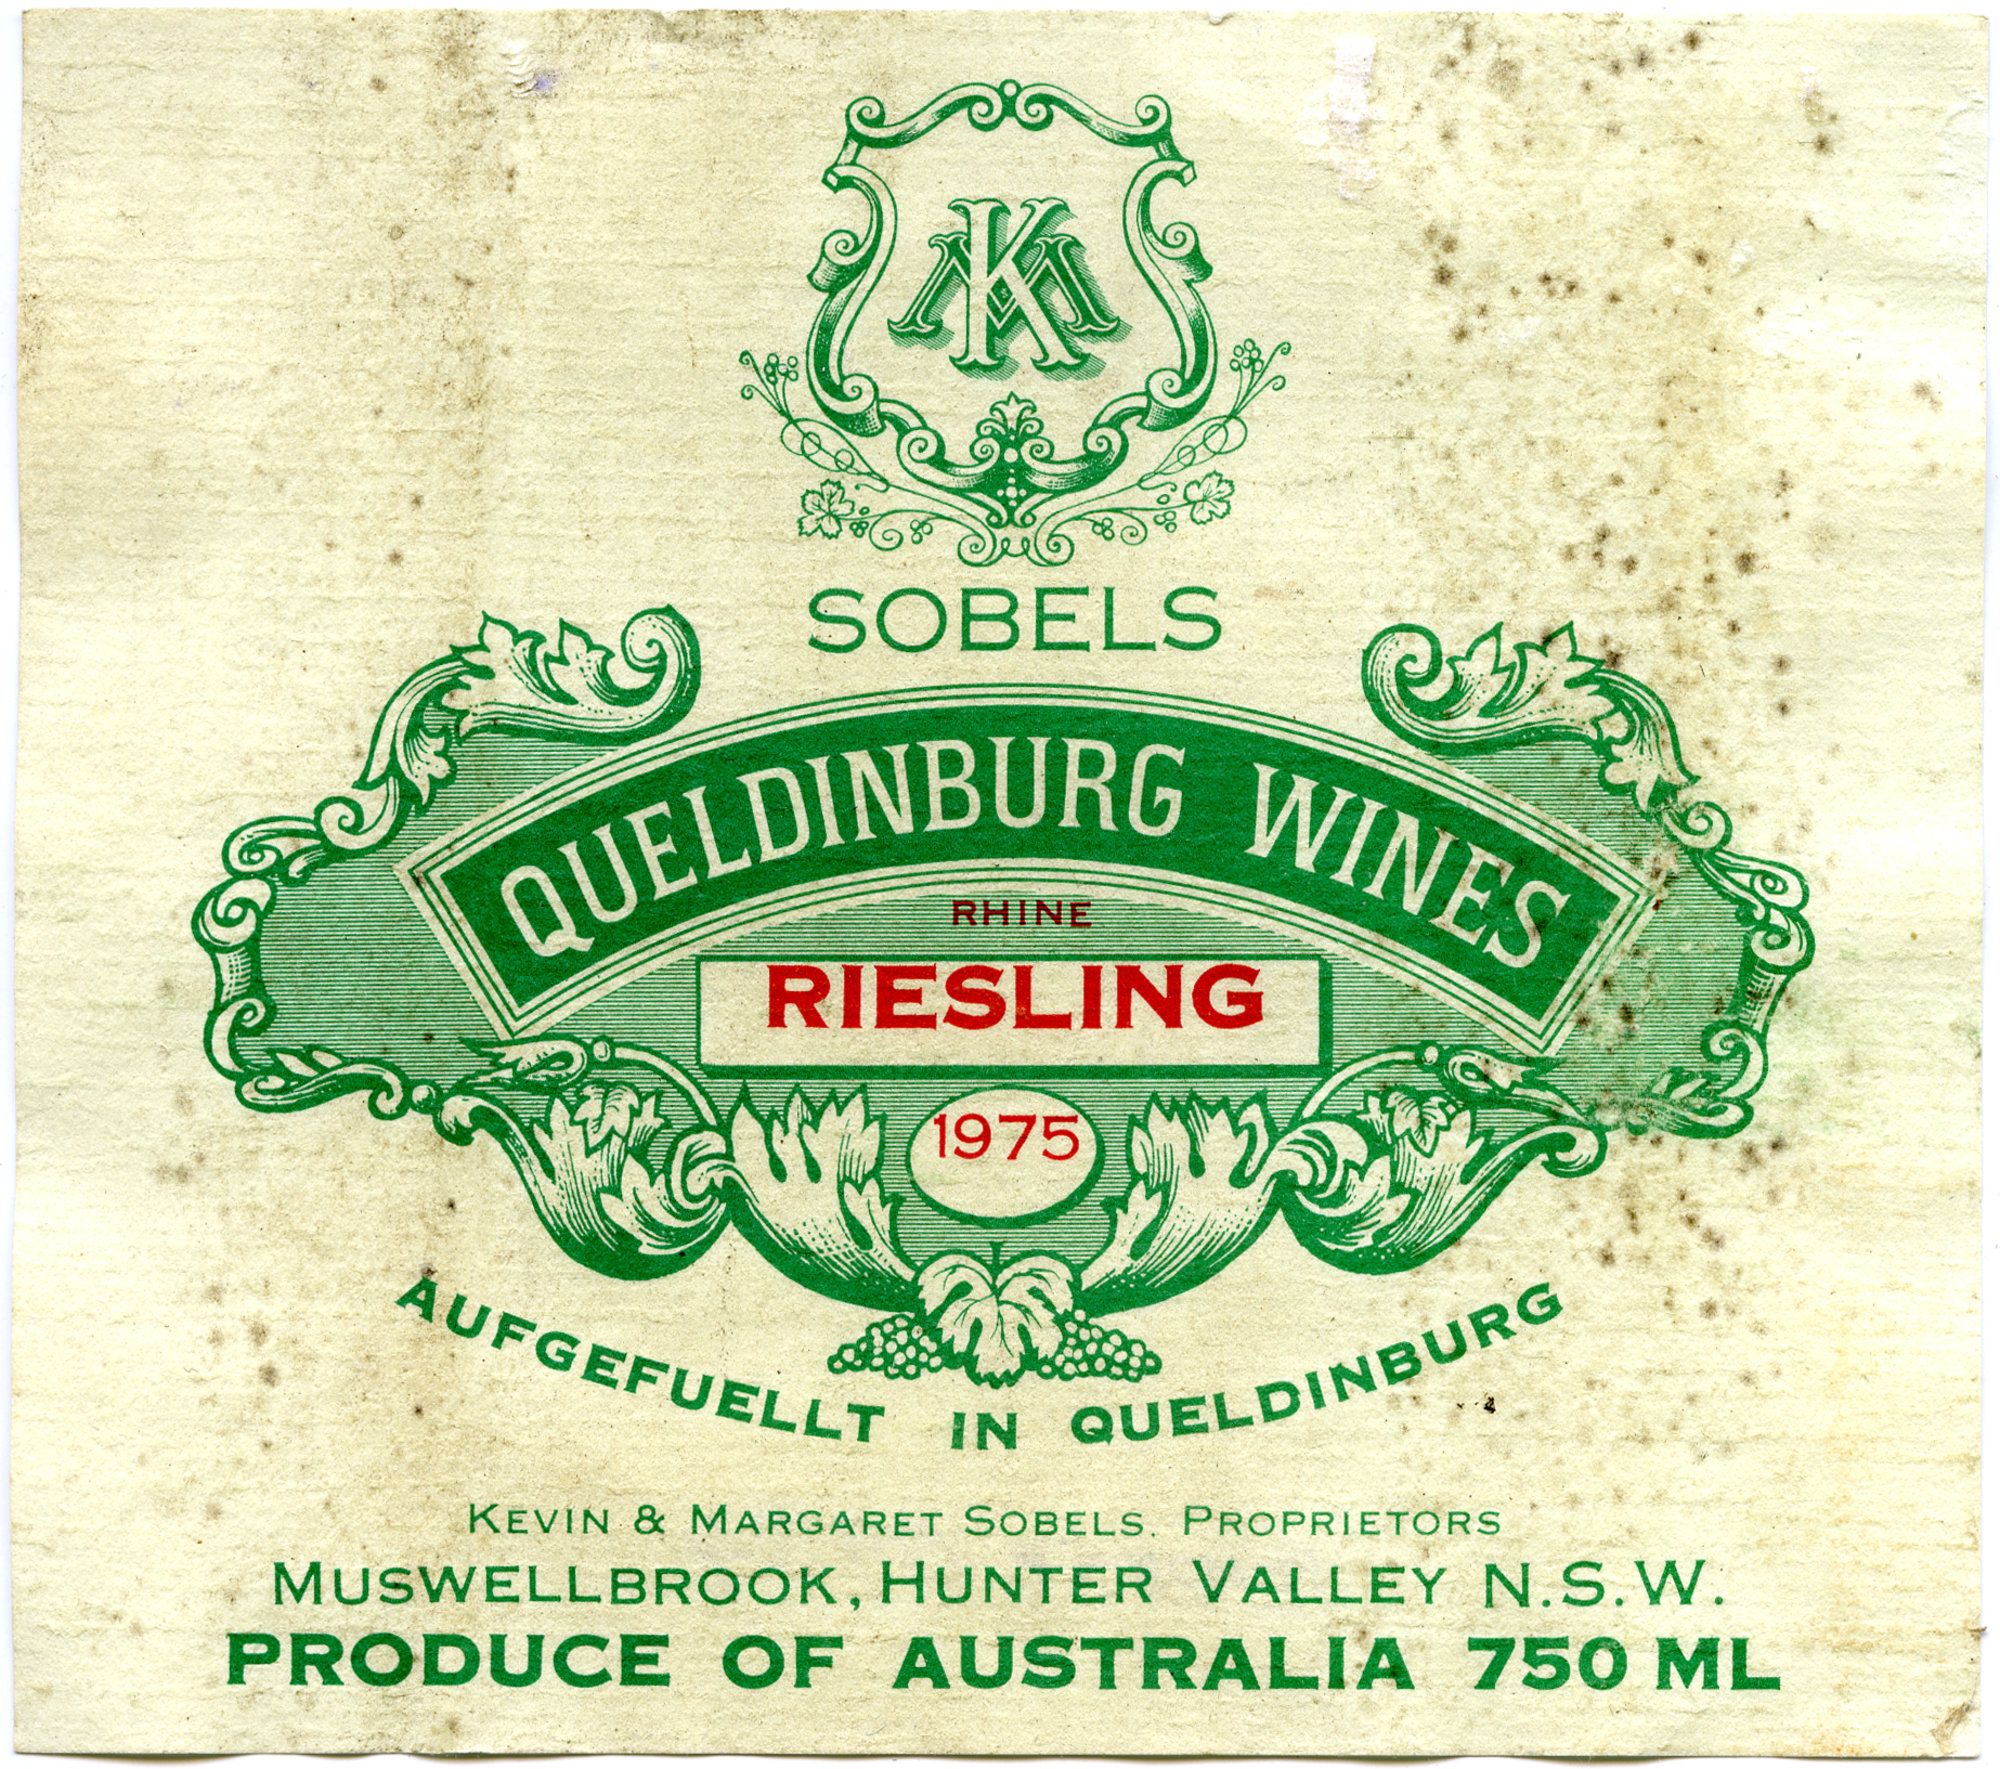 KM
SOBELS
QUELDINBURG WINES
RHINE
RIESLING
1975
AUFGEFUELLT IN QUELDINBURG
KEVIN & MARGARET SOBELS. PROPRIETORS
MUSWELLBROOK, HUNTER VALLEY N.S.W.
PRODUCE OF AUSTRALIA 750 ML